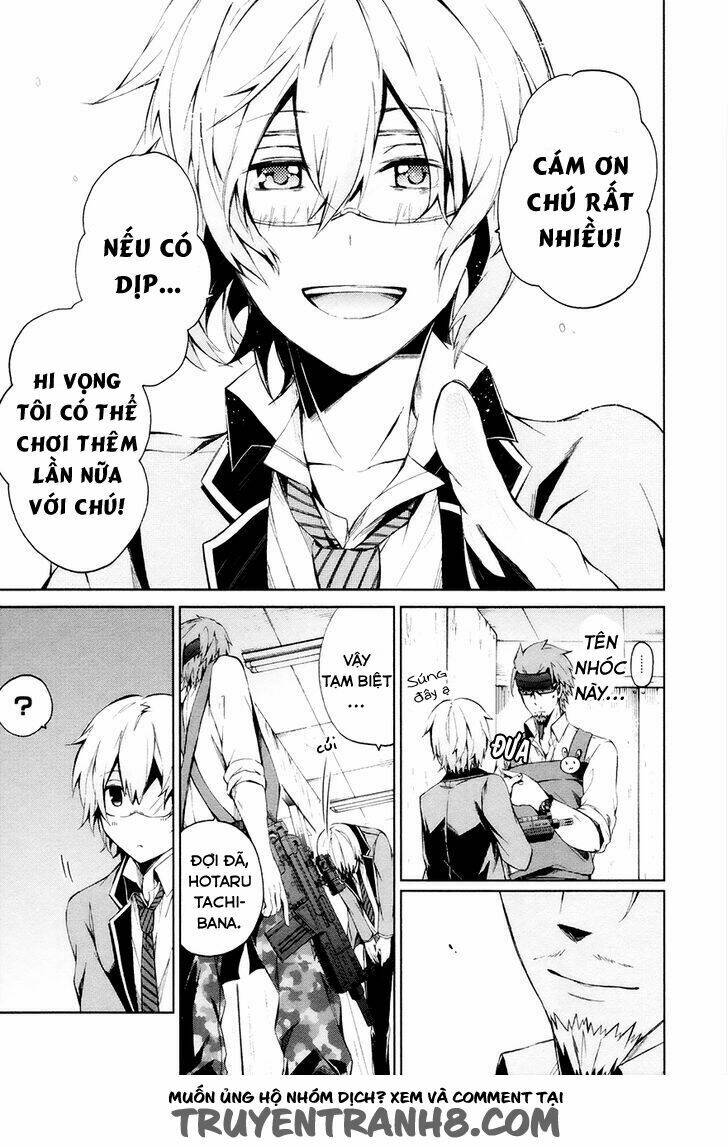 CÁM ƠN
CHÚ RẤT
NHIỀU!
NẾU CÓ
DỊP...
HI VỌNG
TÔI CÓ THỂ
CHƠI THÊM
LẦN NỮA
VỚI CHÚ!
......
TÊN
NHÓC
NÀY...
Súng
đây ạ
ĐƯA
VẬY
TẠM BIỆT
...
cúi
ĐỢI ĐÃ,
HOTARU
TACHI-
BANA.
?
MUỐN ỦNG HỘ NHÓM DỊCH? XEM VÀ COMMENT TẠI
TRUYENTRANH8.COM